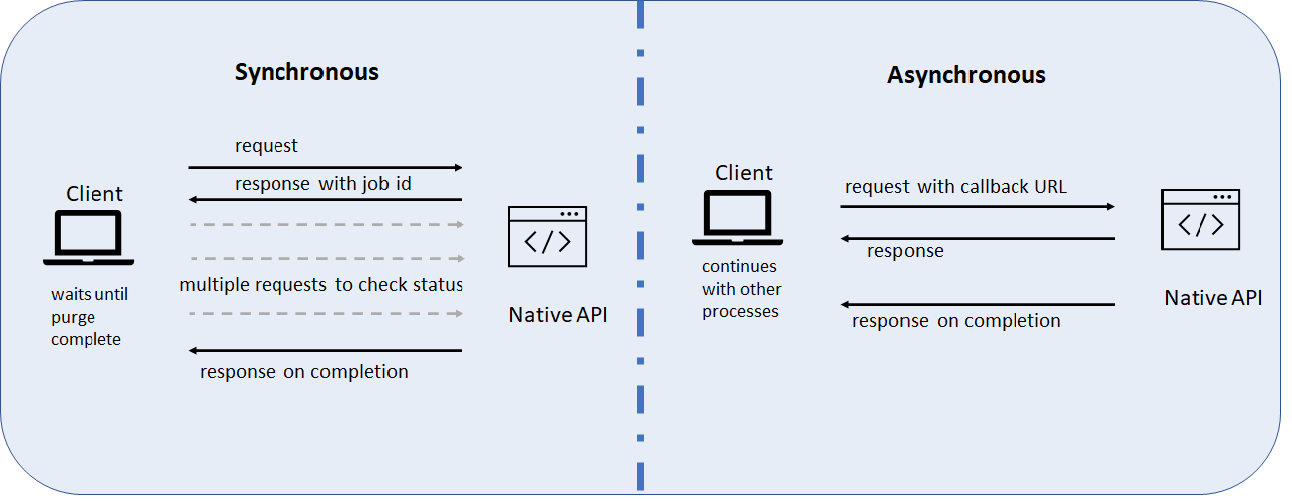 Synchronous
request
response with job id
Client
multiple requests to check status
waits until
purge
complete
Native API
response on completion
Asynchronous
Client
request with callback URL
</>
response
continues
with other
processes
Native API
response on completion